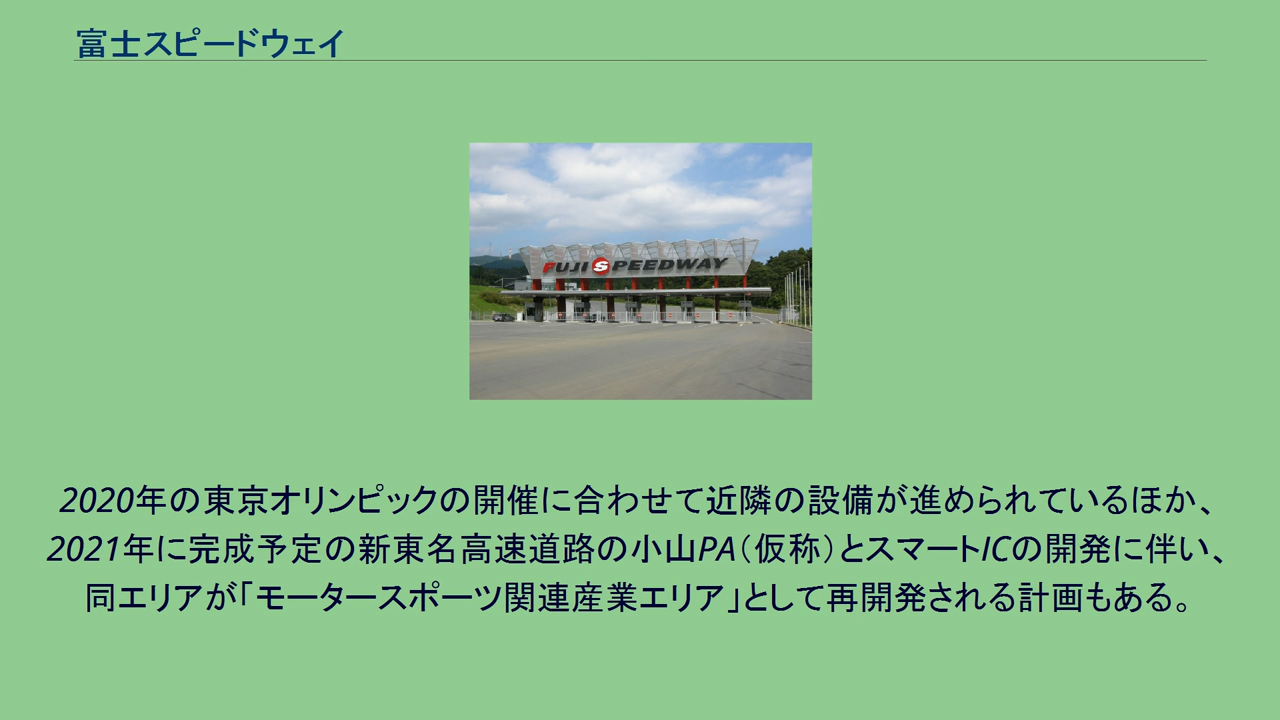 富士スピードウェイ
FUJI SPEEDWAY
2020年の東京オリンピックの開催に合わせて近隣の設備が進められているほか、
2021年に完成予定の新東名高速道路の小山PA（仮称）とスマートICの開発に伴い、
同エリアが「モータースポーツ関連産業エリア」として再開発される計画もある。